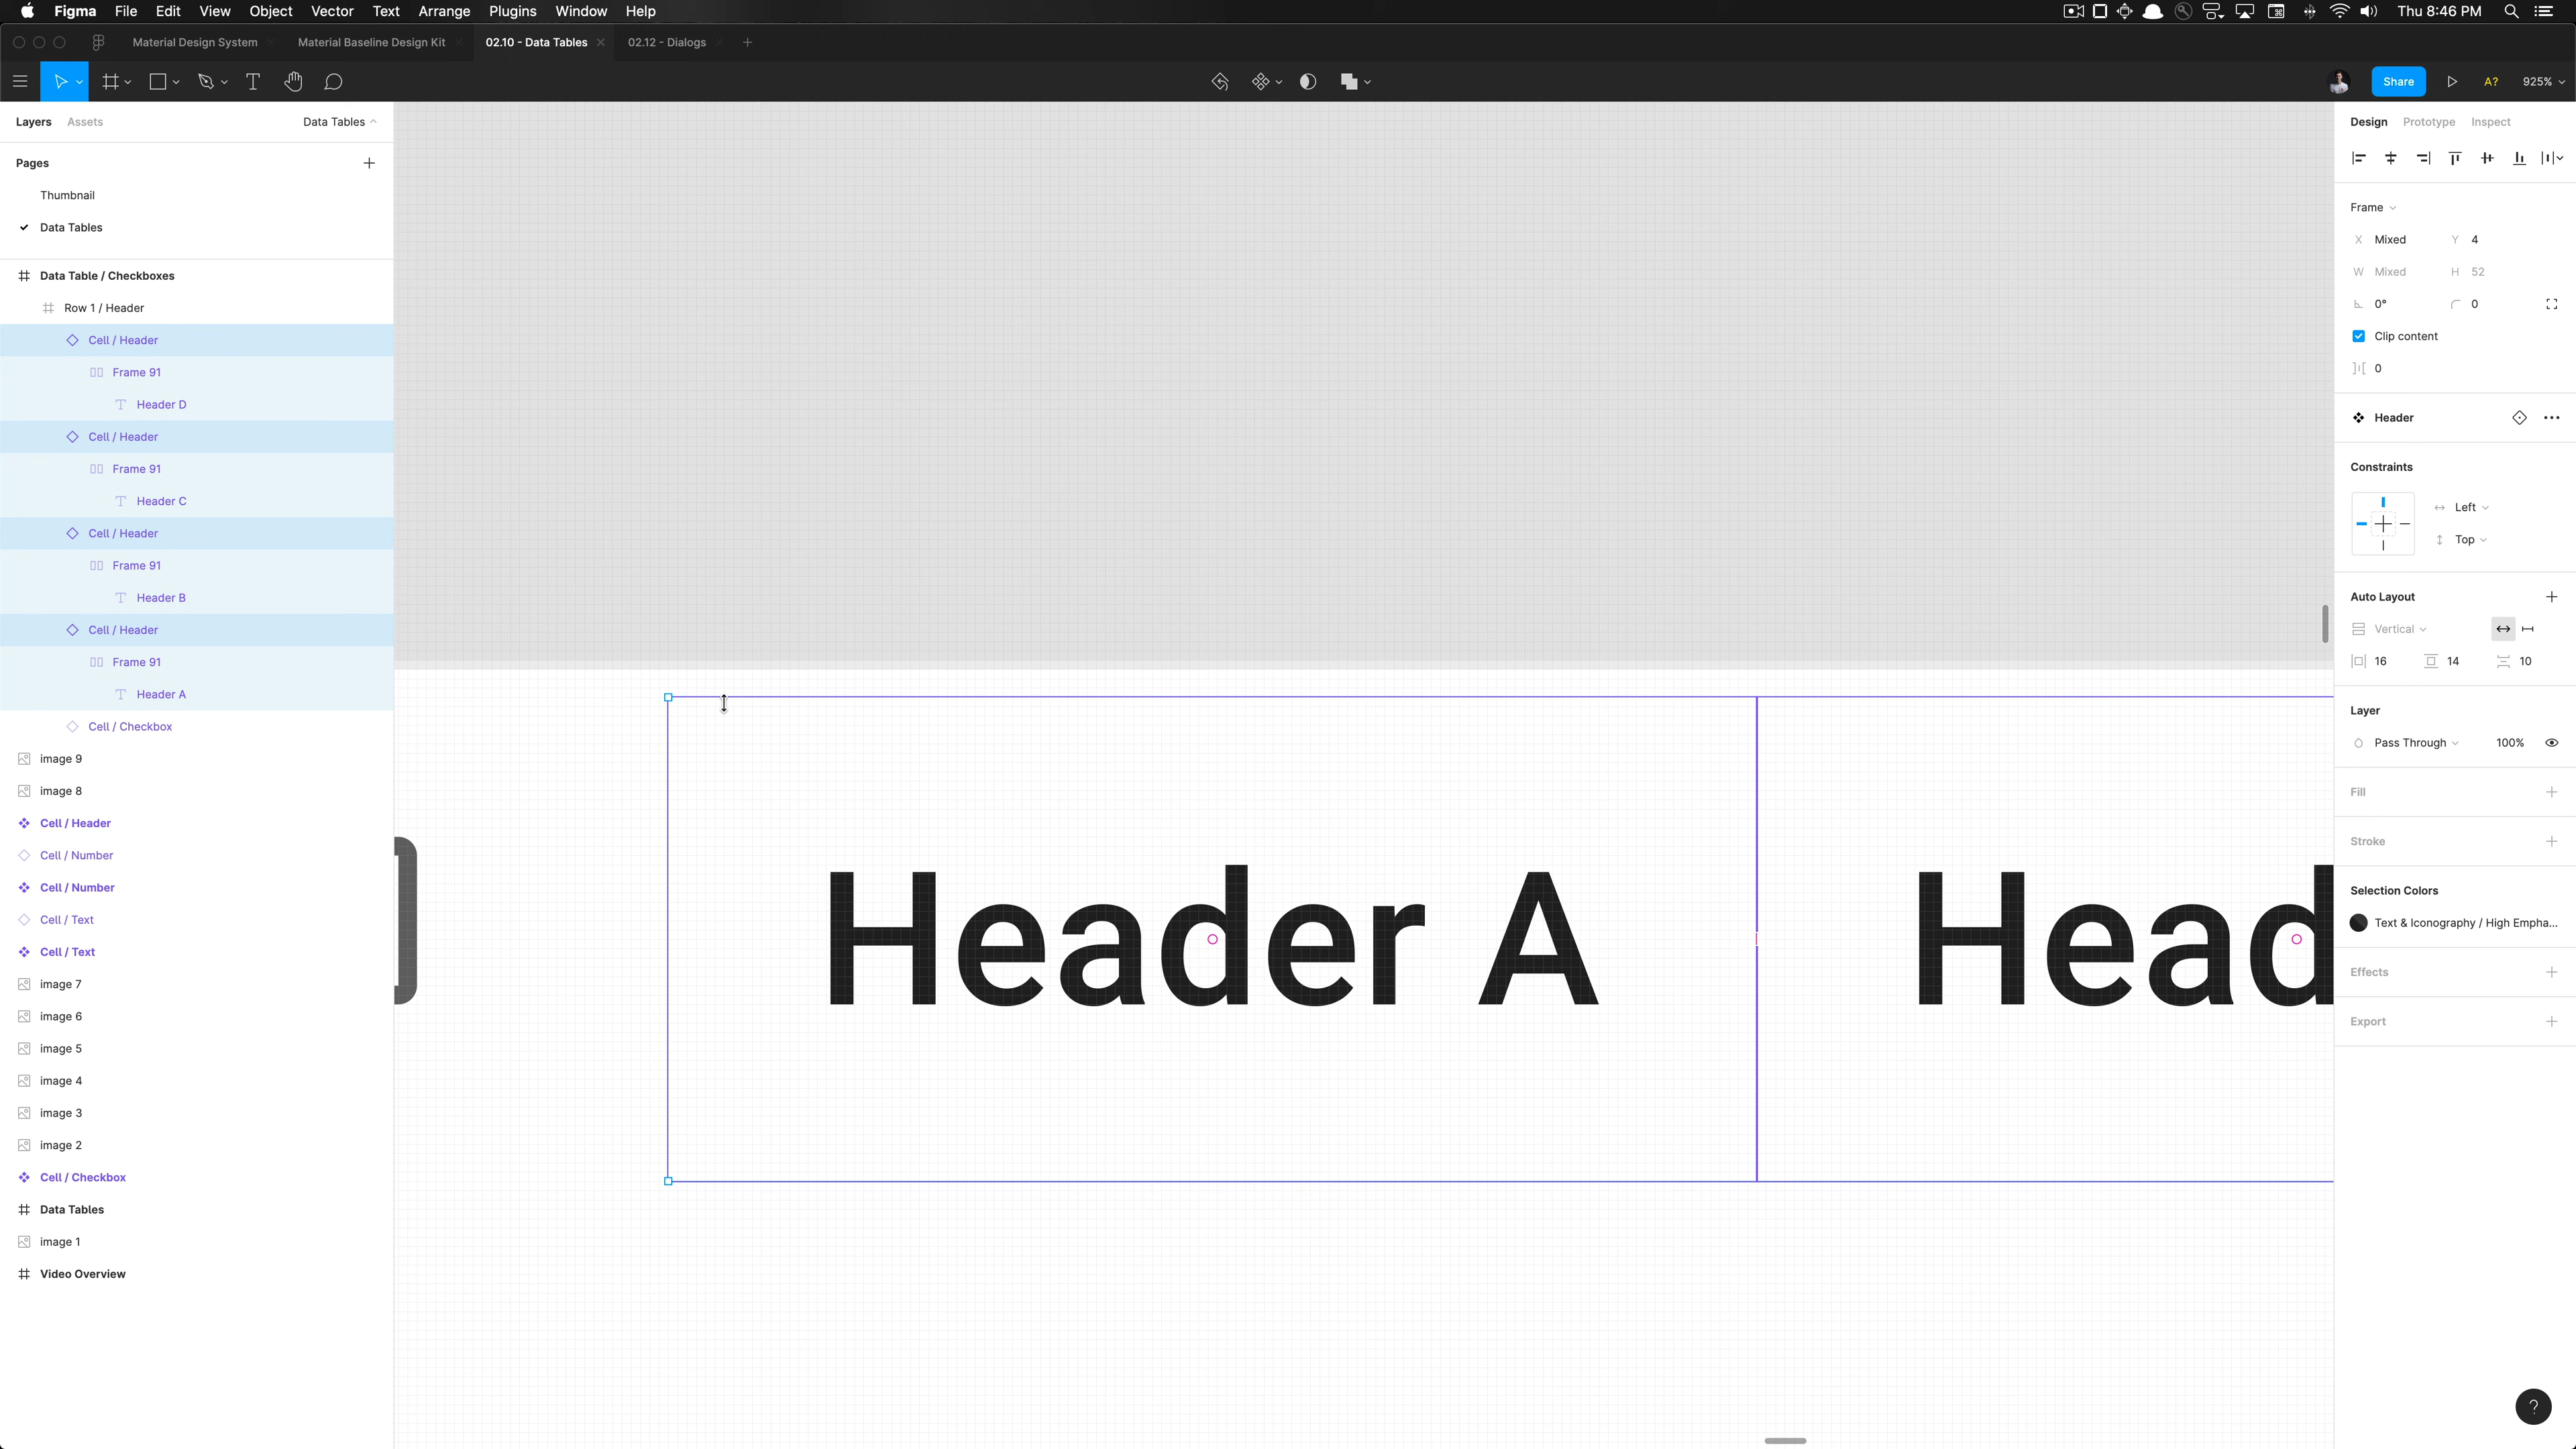 Figma File Edit View Object Vector Text Arrange Plugins Window Help Thu 8:46 PM
Material Design System Material Baseline Design Kit 02.10 - Data Tables 02.12 - Dialogs
Share A? 925%
Layers Assets Data Tables
Pages
Thumbnail
Data Tables
Data Table / Checkboxes
Row 1 / Header
Cell / Header
Frame 91
Header D
Cell / Header
Frame 91
Header C
Cell / Header
Frame 91
Header B
Cell / Header
Frame 91
Header A
Cell / Checkbox
image 9
image 8
Cell / Header
Cell / Number
Cell / Number
Cell / Text
Cell / Text
image 7
image 6
image 5
image 4
image 3
image 2
Cell / Checkbox
Data Tables
image 1
Video Overview
Header A Head
Design Prototype Inspect
Frame
X Mixed Y 4
W Mixed H 52
0° 0
Clip content
0
Header
Constraints
Left
Top
Auto Layout
Vertical
16 14 10
Layer
Pass Through 100%
Fill
Stroke
Selection Colors
Text & Iconography / High Empha...
Effects
Export
?